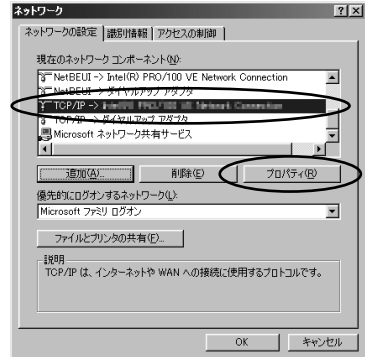 ネットワーク
ネットワークの設定 識別情報 アクセスの制御
現在のネットワーク コンポーネント(N):
NetBEUI -> Intel(R) PRO/100 VE Network Connection
NetBEUI -> ダイヤルアップ アダプタ
TCP/IP ->
TCP/IP -> ダイヤルアップ アダプタ
Microsoft ネットワーク共有サービス
追加(A)... 削除(E) プロパティ(R)
優先的にログオンするネットワーク(L):
Microsoft ファミリ ログオン
ファイルとプリンタの共有(F)...
説明
TCP/IP は、インターネットや WAN への接続に使用するプロトコルです。
OK キャンセル